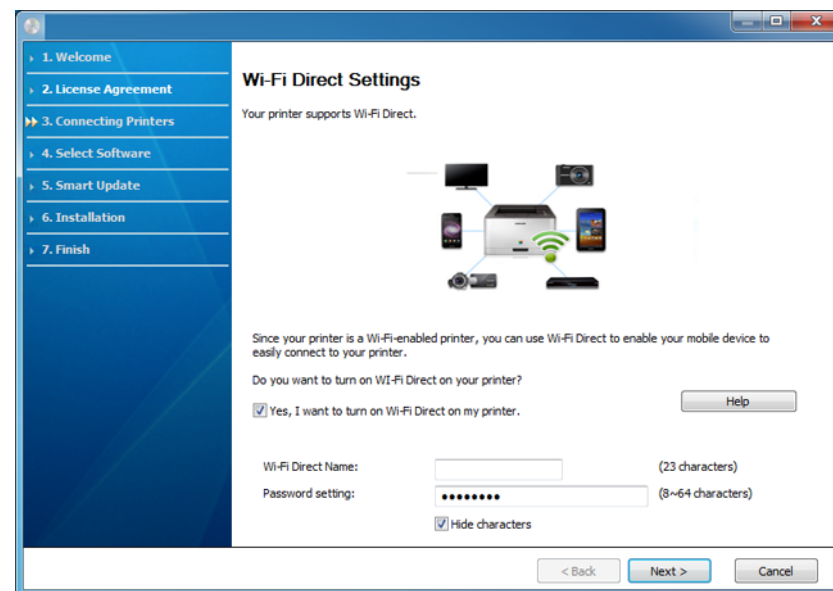 1. Welcome
2. License Agreement
3. Connecting Printers
4. Select Software
5. Smart Update
6. Installation
7. Finish
Wi-Fi Direct Settings
Your printer supports Wi-Fi Direct.
Since your printer is a Wi-Fi-enabled printer, you can use Wi-Fi Direct to enable your mobile device to
easily connect to your printer.
Do you want to turn on WI-Fi Direct on your printer?
Yes, I want to turn on Wi-Fi Direct on my printer.
Help
Wi-Fi Direct Name: (23 characters)
Password setting: •••••••• (8~64 characters)
Hide characters
< Back Next > Cancel